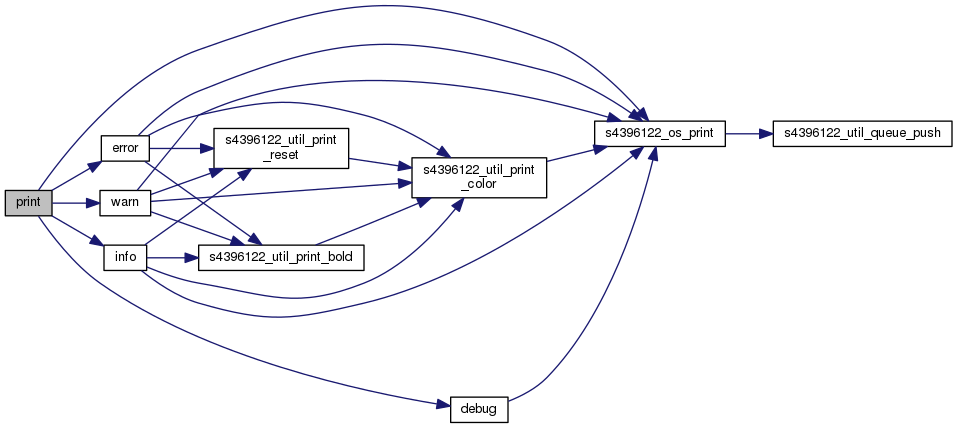 print
error
warn
info
s4396122_util_print
_reset
s4396122_util_print_bold
s4396122_util_print
_color
debug
s4396122_os_print
s4396122_util_queue_push